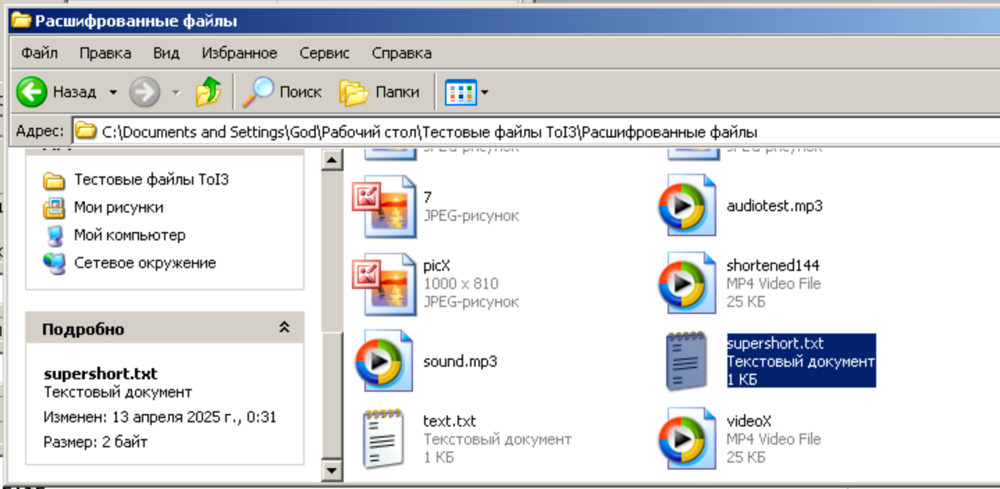 Расшифрованные файлы
Файл Правка Вид Избранное Сервис Справка
Назад Поиск Папки
Адрес: C:\Documents and Settings\God\Рабочий стол\Тестовые файлы ToI3\Расшифрованные файлы
Тестовые файлы ToI3
Мои рисунки
Мой компьютер
Сетевое окружение
Подробно
supershort.txt
Текстовый документ
Изменен: 13 апреля 2025 г., 0:31
Размер: 2 байт
JPEG-рисунок
JPEG-рисунок
7
JPEG-рисунок
audiotest.mp3
picX
1000 x 810
JPEG-рисунок
shortened144
MP4 Video File
25 КБ
sound.mp3
supershort.txt
Текстовый документ
1 КБ
text.txt
Текстовый документ
1 КБ
videoX
MP4 Video File
25 КБ